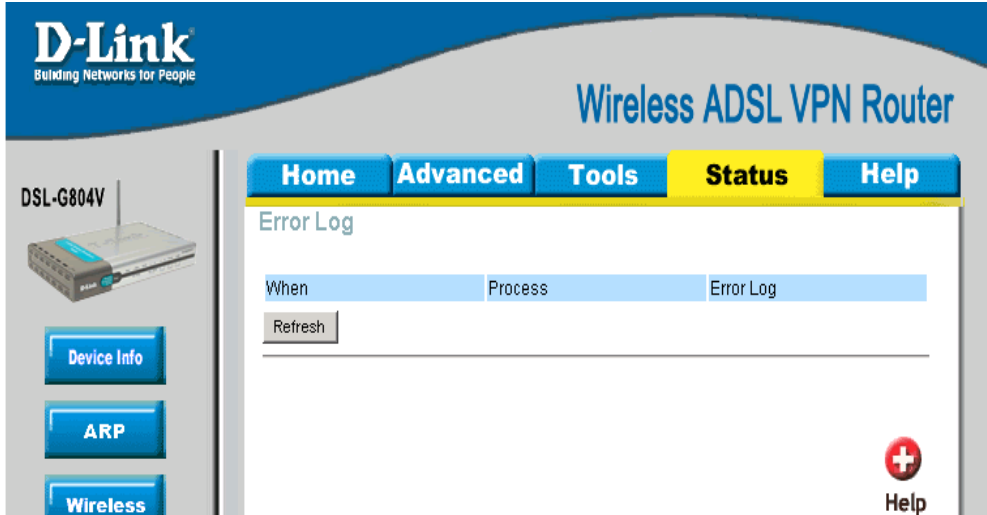 D-Link
Building Networks for People
Wireless ADSL VPN Router
DSL-G804V
Home Advanced Tools Status Help
Error Log
When Process Error Log
Refresh
Device Info
ARP
Wireless
Help